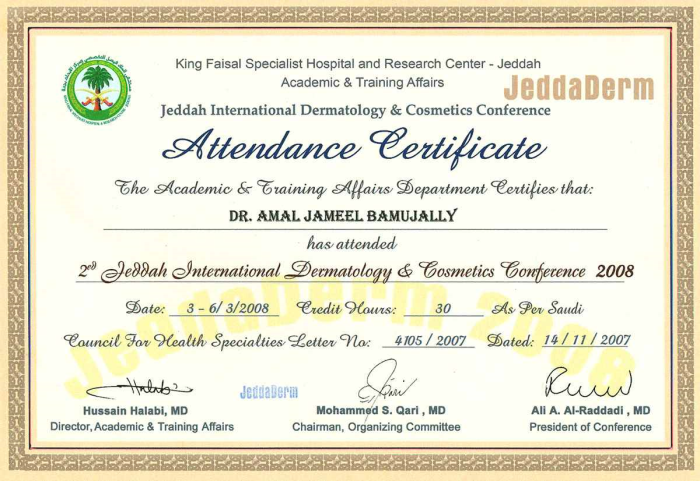 King Faisal Specialist Hospital and Research Center - Jeddah
Academic & Training Affairs
JeddaDerm
Jeddah International Dermatology & Cosmetics Conference
Attendance Certificate
The Academic & Training Affairs Department Certifies that:
DR. AMAL JAMEEL BAMUJALLY
has attended
2ed Jeddah International Dermatology & Cosmetics Conference 2008
Date: 3 - 6/ 3/2008 Credit Hours: 30 As Per Saudi
Council For Health Specialties Letter No: 4105 / 2007 Dated: 14 / 11 / 2007
JeddaDerm 2008
JeddaDerm
Hussain Halabi, MD
Director, Academic & Training Affairs
Mohammed S. Qari , MD
Chairman, Organizing Committee
Ali A. Al-Raddadi , MD
President of Conference